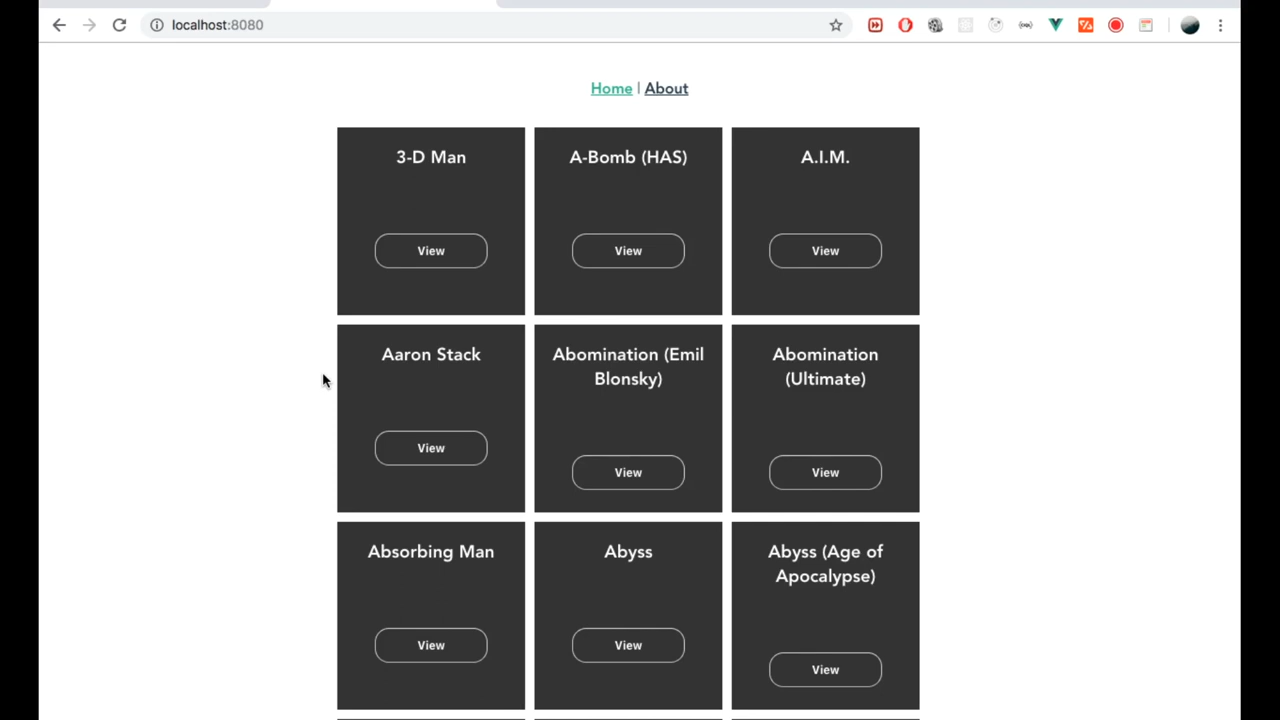 localhost:8080
Home | About
3-D Man
View
A-Bomb (HAS)
View
A.I.M.
View
Aaron Stack
View
Abomination (Emil
Blonsky)
View
Abomination
(Ultimate)
View
Absorbing Man
View
Abyss
View
Abyss (Age of
Apocalypse)
View